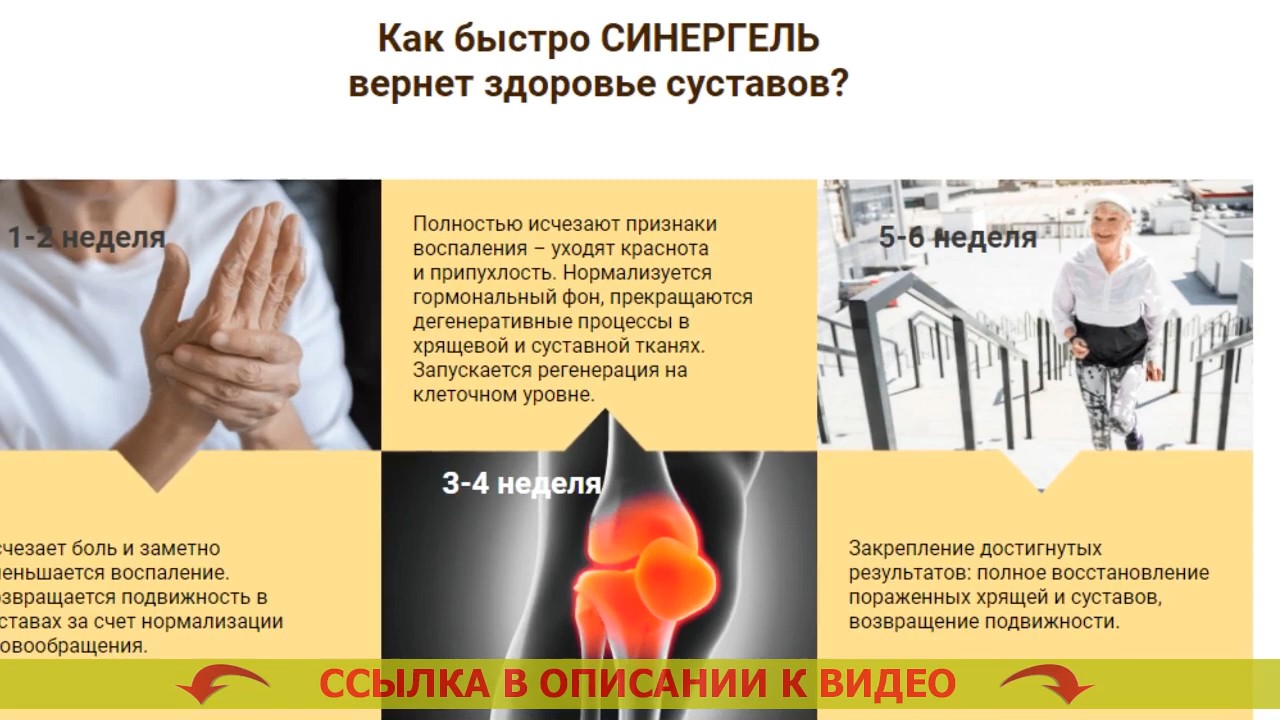 Как быстро СИНЕРГЕЛЬ
вернет здоровье суставов?
1-2 неделя
чезает боль и заметно
еньшается воспаление.
звращается подвижность в
ставах за счет нормализации
овообращения.
Полностью исчезают признаки
воспаления – уходят краснота
и припухлость. Нормализуется
гормональный фон, прекращаются
дегенеративные процессы в
хрящевой и суставной тканях.
Запускается регенерация на
клеточном уровне.
3-4 неделя
5-6 неделя
Закрепление достигнутых
результатов: полное восстановление
пораженных хрящей и суставов,
возвращение подвижности.
ССЫЛКА В ОПИСАНИИ К ВИДЕО